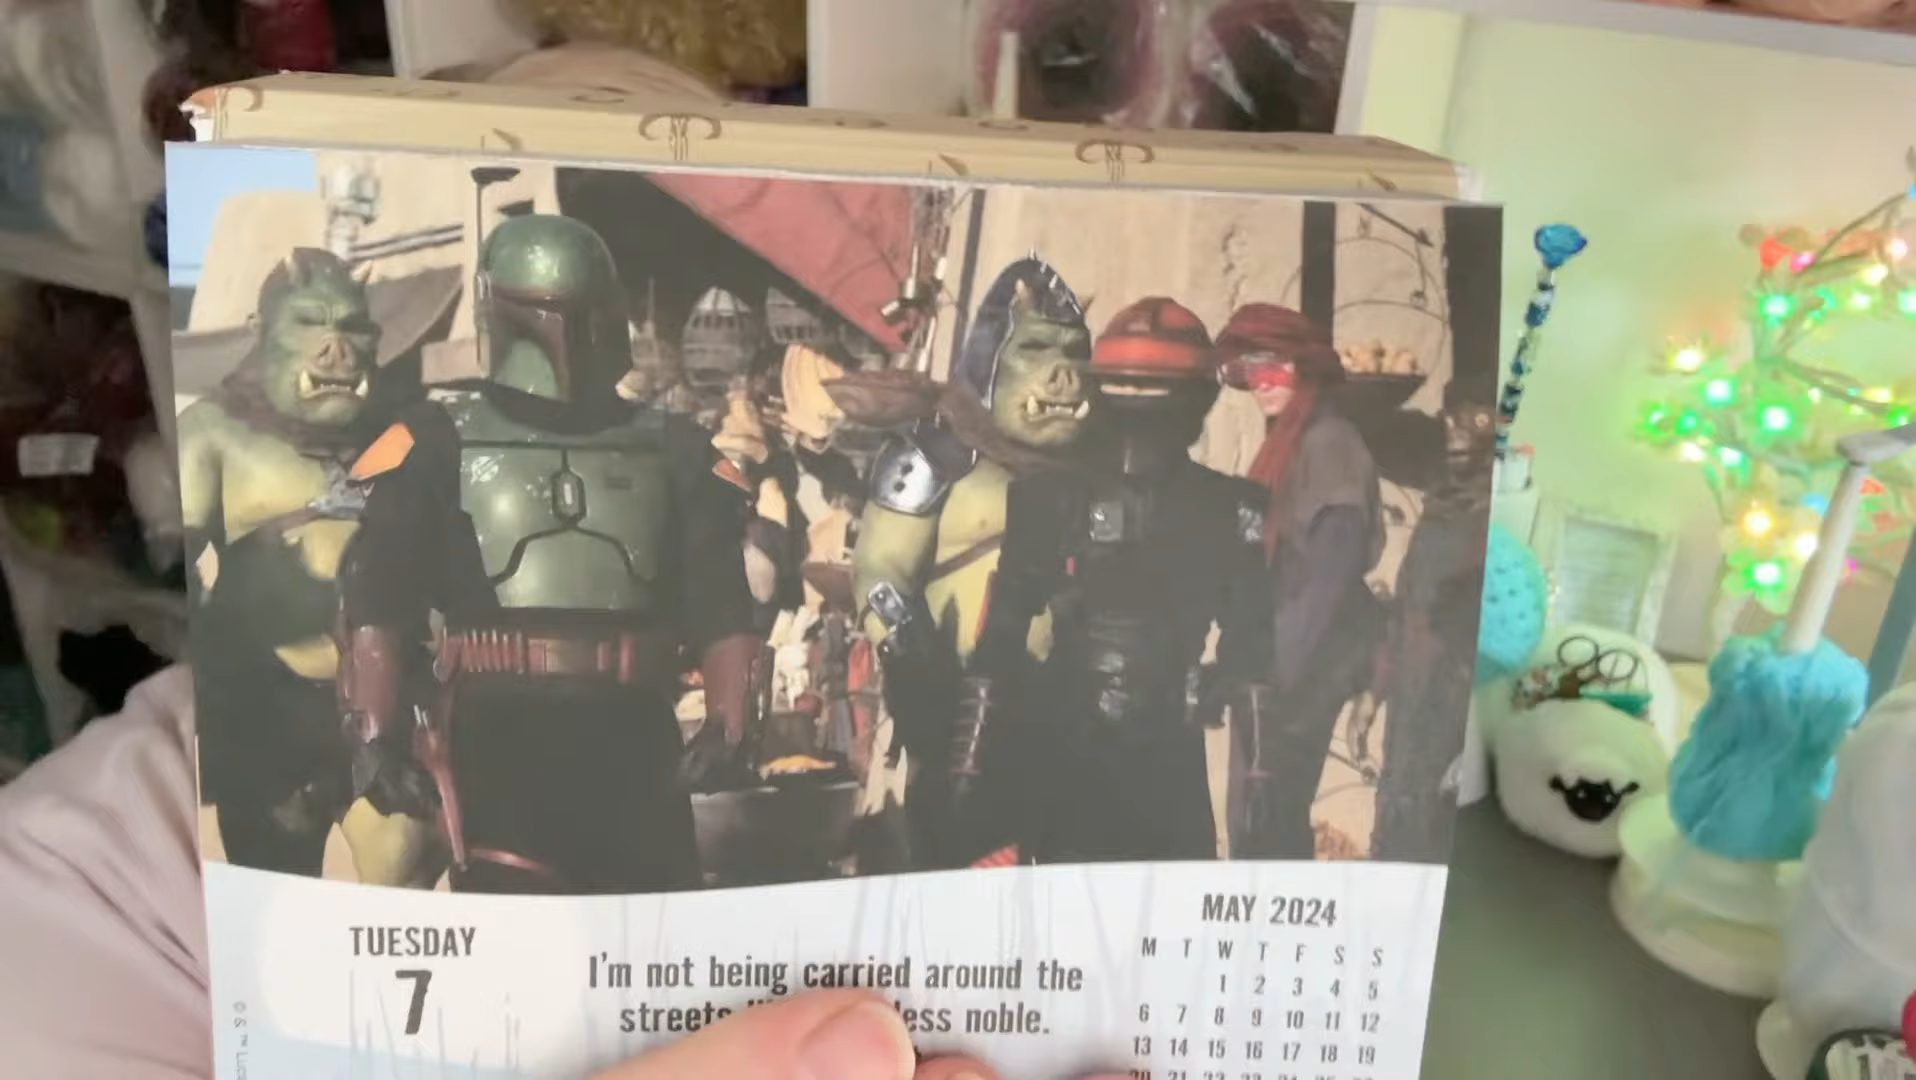 TUESDAY
7
I'm not being carried around the
streets less noble.
MAY 2024
M T W T F S S
1 2 3 4 5
6 7 8 9 10 11 12
13 14 15 16 17 18 19
© & ™